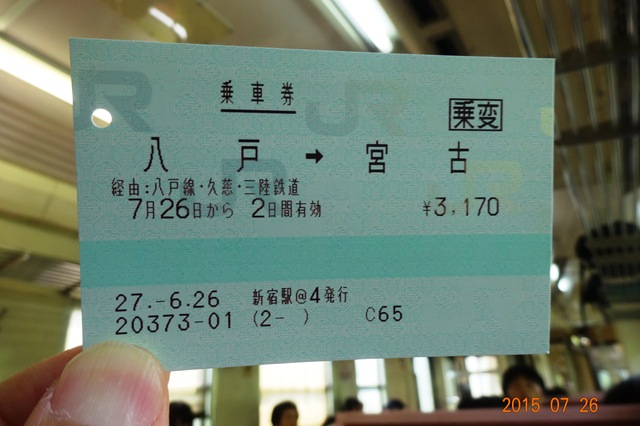 乗車券
乗変
八戸 → 宮古
経由:八戸線・久慈・三陸鉄道
7月26日から 2日間有効 ¥3,170
27.-6.26 新宿駅@4発行
20373-01 (2- ) C65
2015 07 26